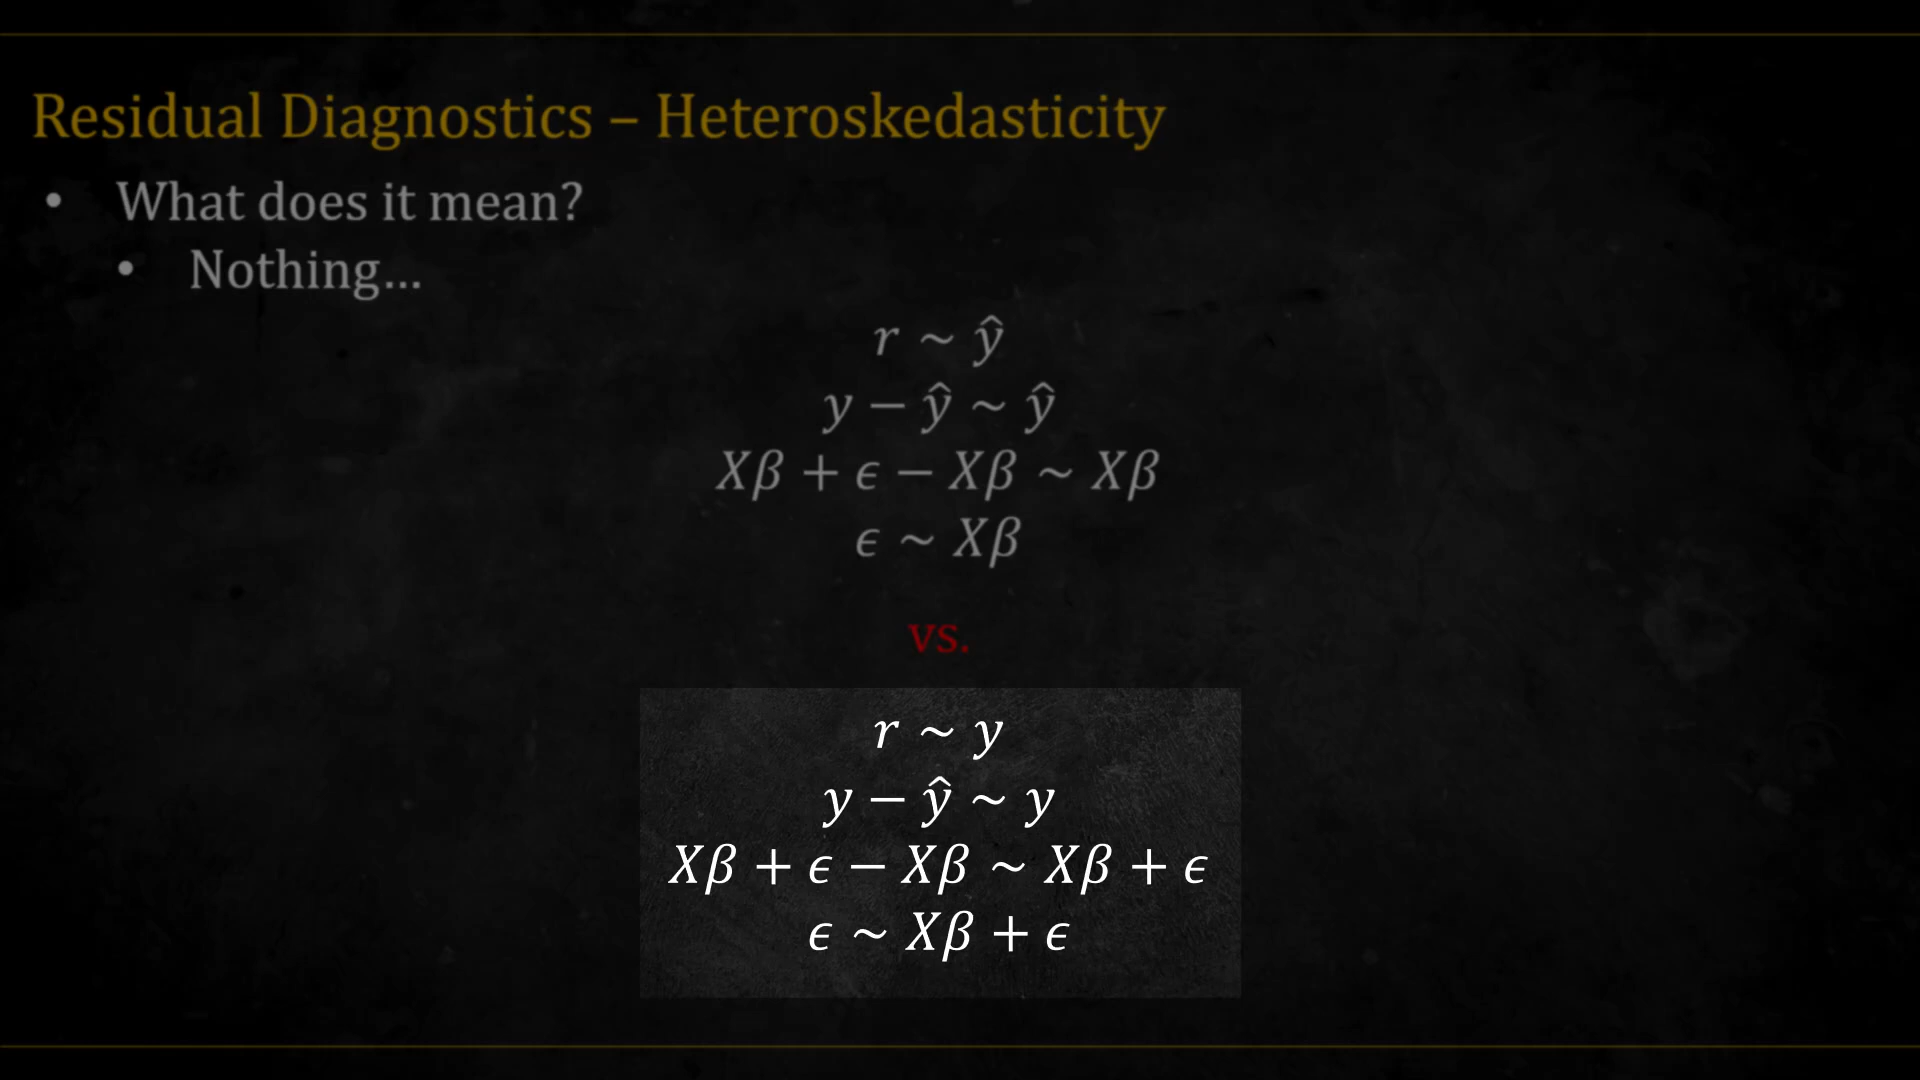 Residual Diagnostics – Heteroskedasticity
• What does it mean?
• Nothing…
r ~ ŷ
y − ŷ ~ ŷ
Xβ + ϵ − Xβ ~ Xβ
ϵ ~ Xβ
vs.
r ~ y
y − ŷ ~ y
Xβ + ϵ − Xβ ~ Xβ + ϵ
ϵ ~ Xβ + ϵ